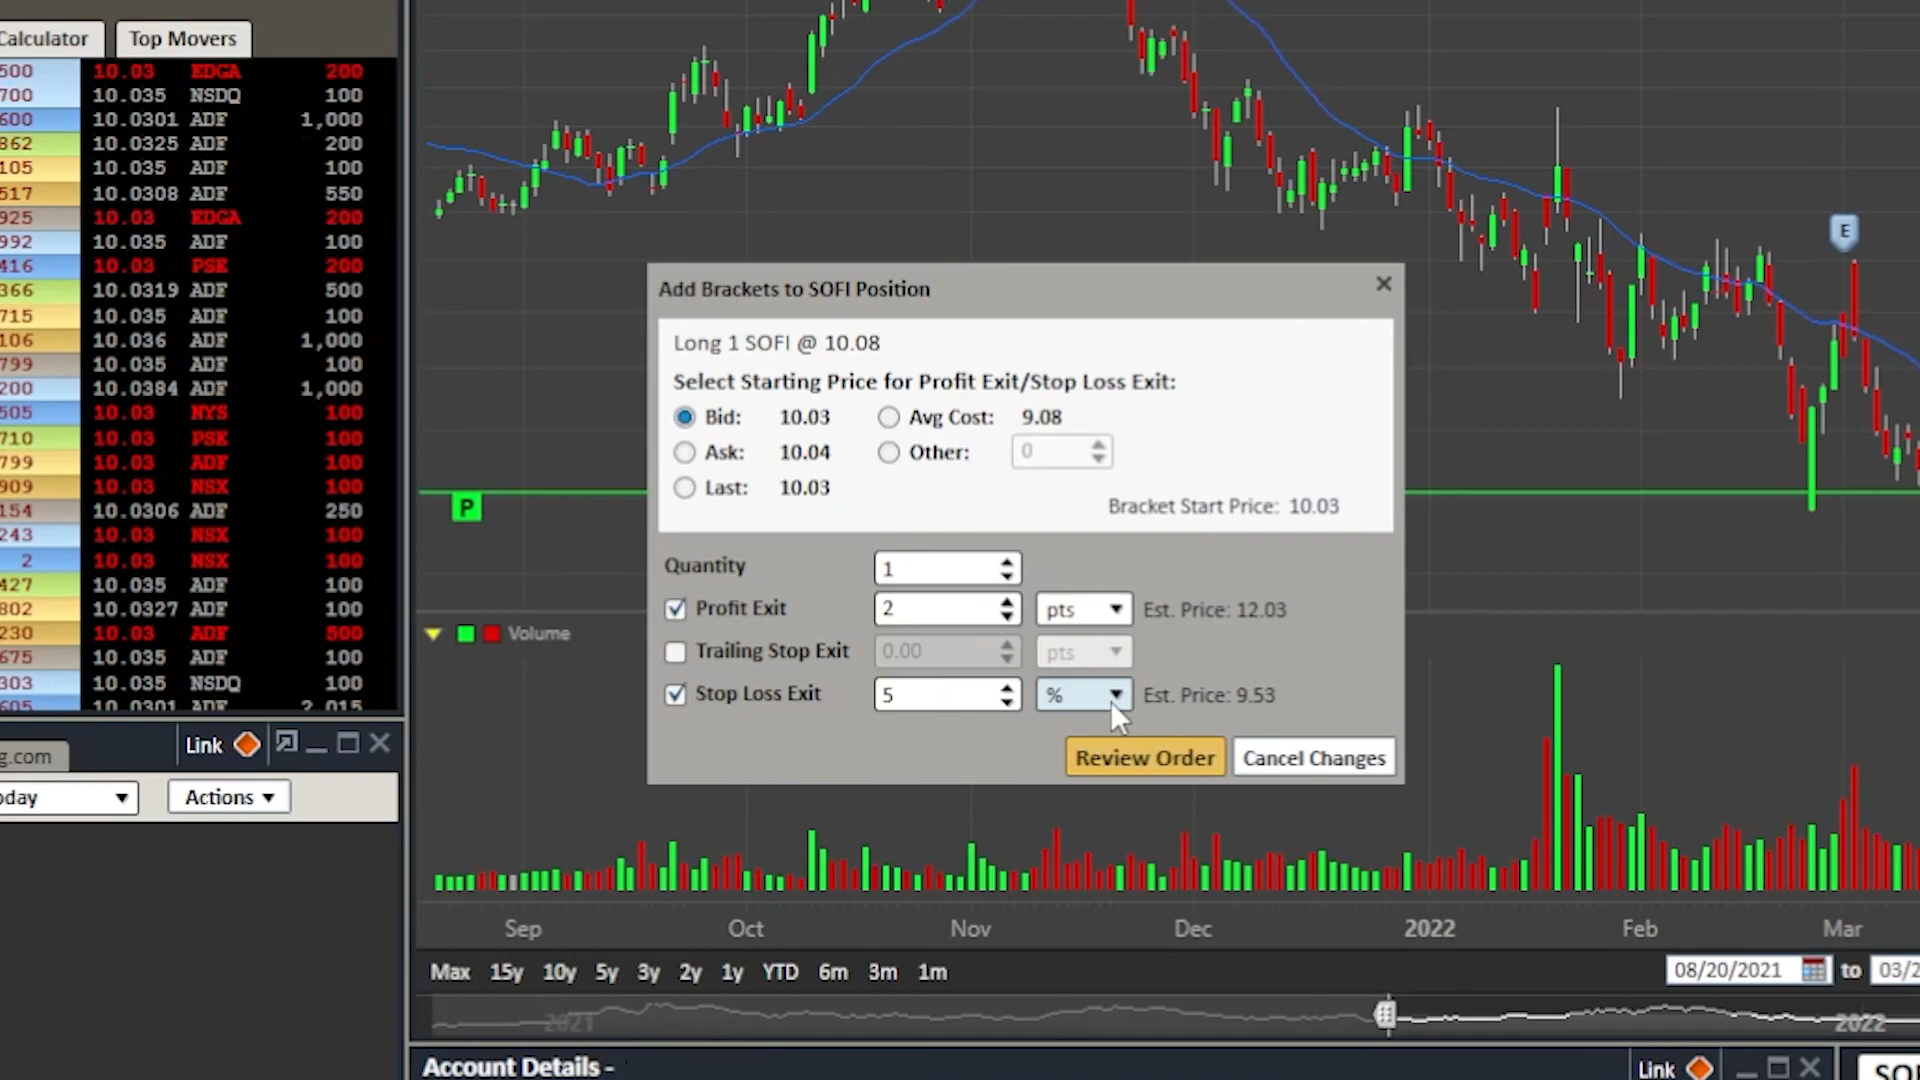 Calculator Top Movers
500 10.03 EDGA 200
700 10.035 NSDQ 100
600 10.0301 ADF 1,000
862 10.0325 ADF 200
105 10.035 ADF 100
517 10.0308 ADF 550
925 10.03 EDGA 200
992 10.035 ADF 100
416 10.03 PSE 200
366 10.0319 ADF 500
715 10.035 ADF 100
106 10.036 ADF 1,000
799 10.035 ADF 100
200 10.0384 ADF 1,000
505 10.03 NYS 100
710 10.03 PSE 100
799 10.03 ADF 100
909 10.03 NSX 100
154 10.0306 ADF 250
243 10.03 NSX 100
2 10.03 NSX 100
427 10.035 ADF 100
802 10.0327 ADF 100
230 10.03 ADF 500
675 10.035 ADF 100
303 10.035 NSDQ 100
605 10.0301 ADF 2,015
g.com Link
oday Actions
E
P
Add Brackets to SOFI Position
Long 1 SOFI @ 10.08
Select Starting Price for Profit Exit/Stop Loss Exit:
Bid: 10.03 Avg Cost: 9.08
Ask: 10.04 Other: 0
Last: 10.03
Bracket Start Price: 10.03
Quantity 1
Profit Exit 2 pts Est. Price: 12.03
Trailing Stop Exit 0.00 pts
Stop Loss Exit 5 % Est. Price: 9.53
Review Order Cancel Changes
Volume
Sep Oct Nov Dec 2022 Feb Mar
Max 15y 10y 5y 3y 2y 1y YTD 6m 3m 1m 08/20/2021 to 03/2
2021 2022
Account Details - Link SOF